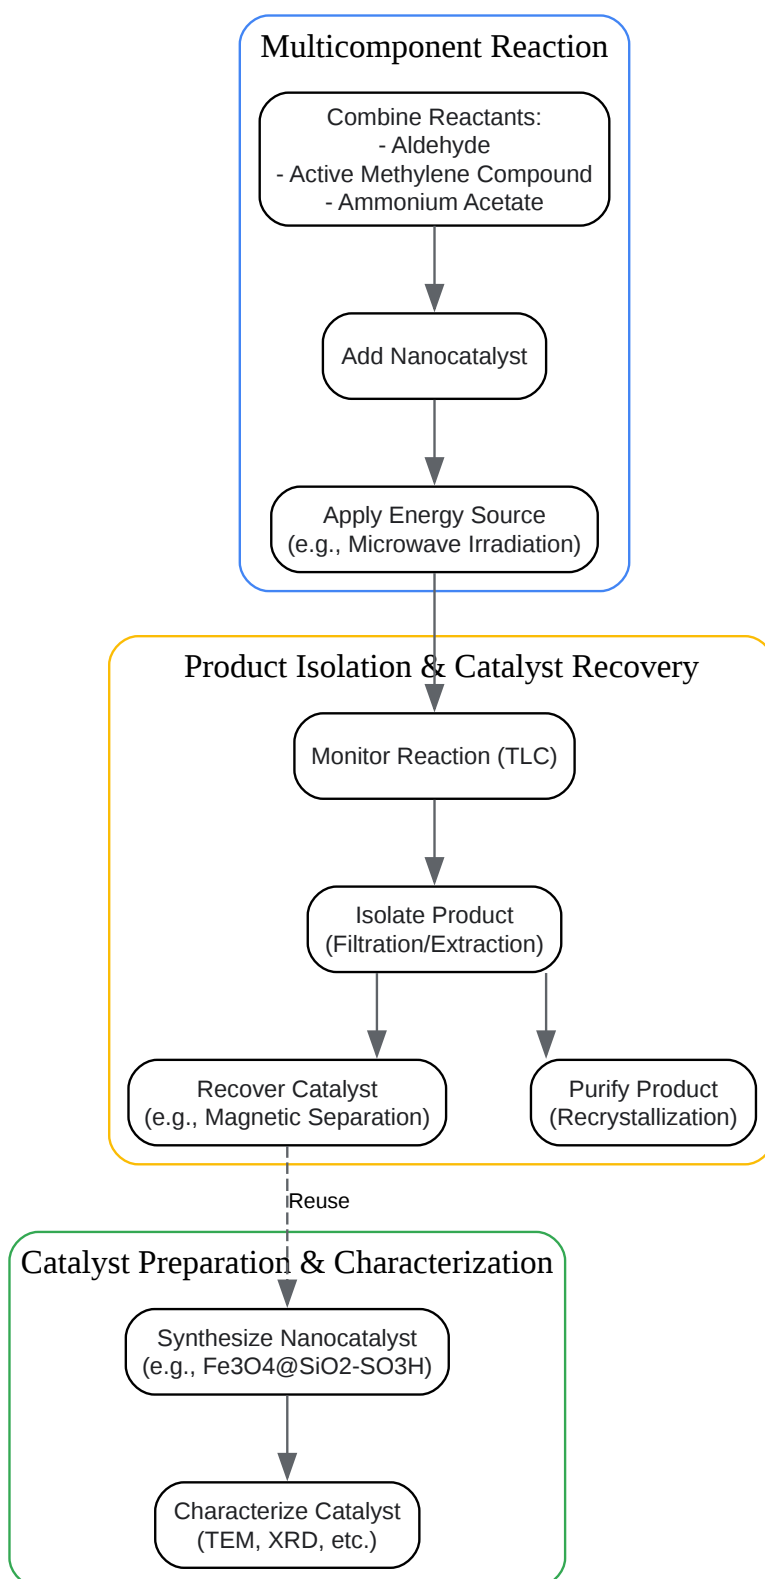 Multicomponent Reaction
Combine Reactants:
- Aldehyde
- Active Methylene Compound
- Ammonium Acetate
Add Nanocatalyst
Apply Energy Source
(e.g., Microwave Irradiation)
Product Isolation & Catalyst Recovery
Monitor Reaction (TLC)
Isolate Product
(Filtration/Extraction)
Recover Catalyst
(e.g., Magnetic Separation)
Purify Product
(Recrystallization)
Reuse
Catalyst Preparation & Characterization
Synthesize Nanocatalyst
(e.g., Fe3O4@SiO2-SO3H)
Characterize Catalyst
(TEM, XRD, etc.)